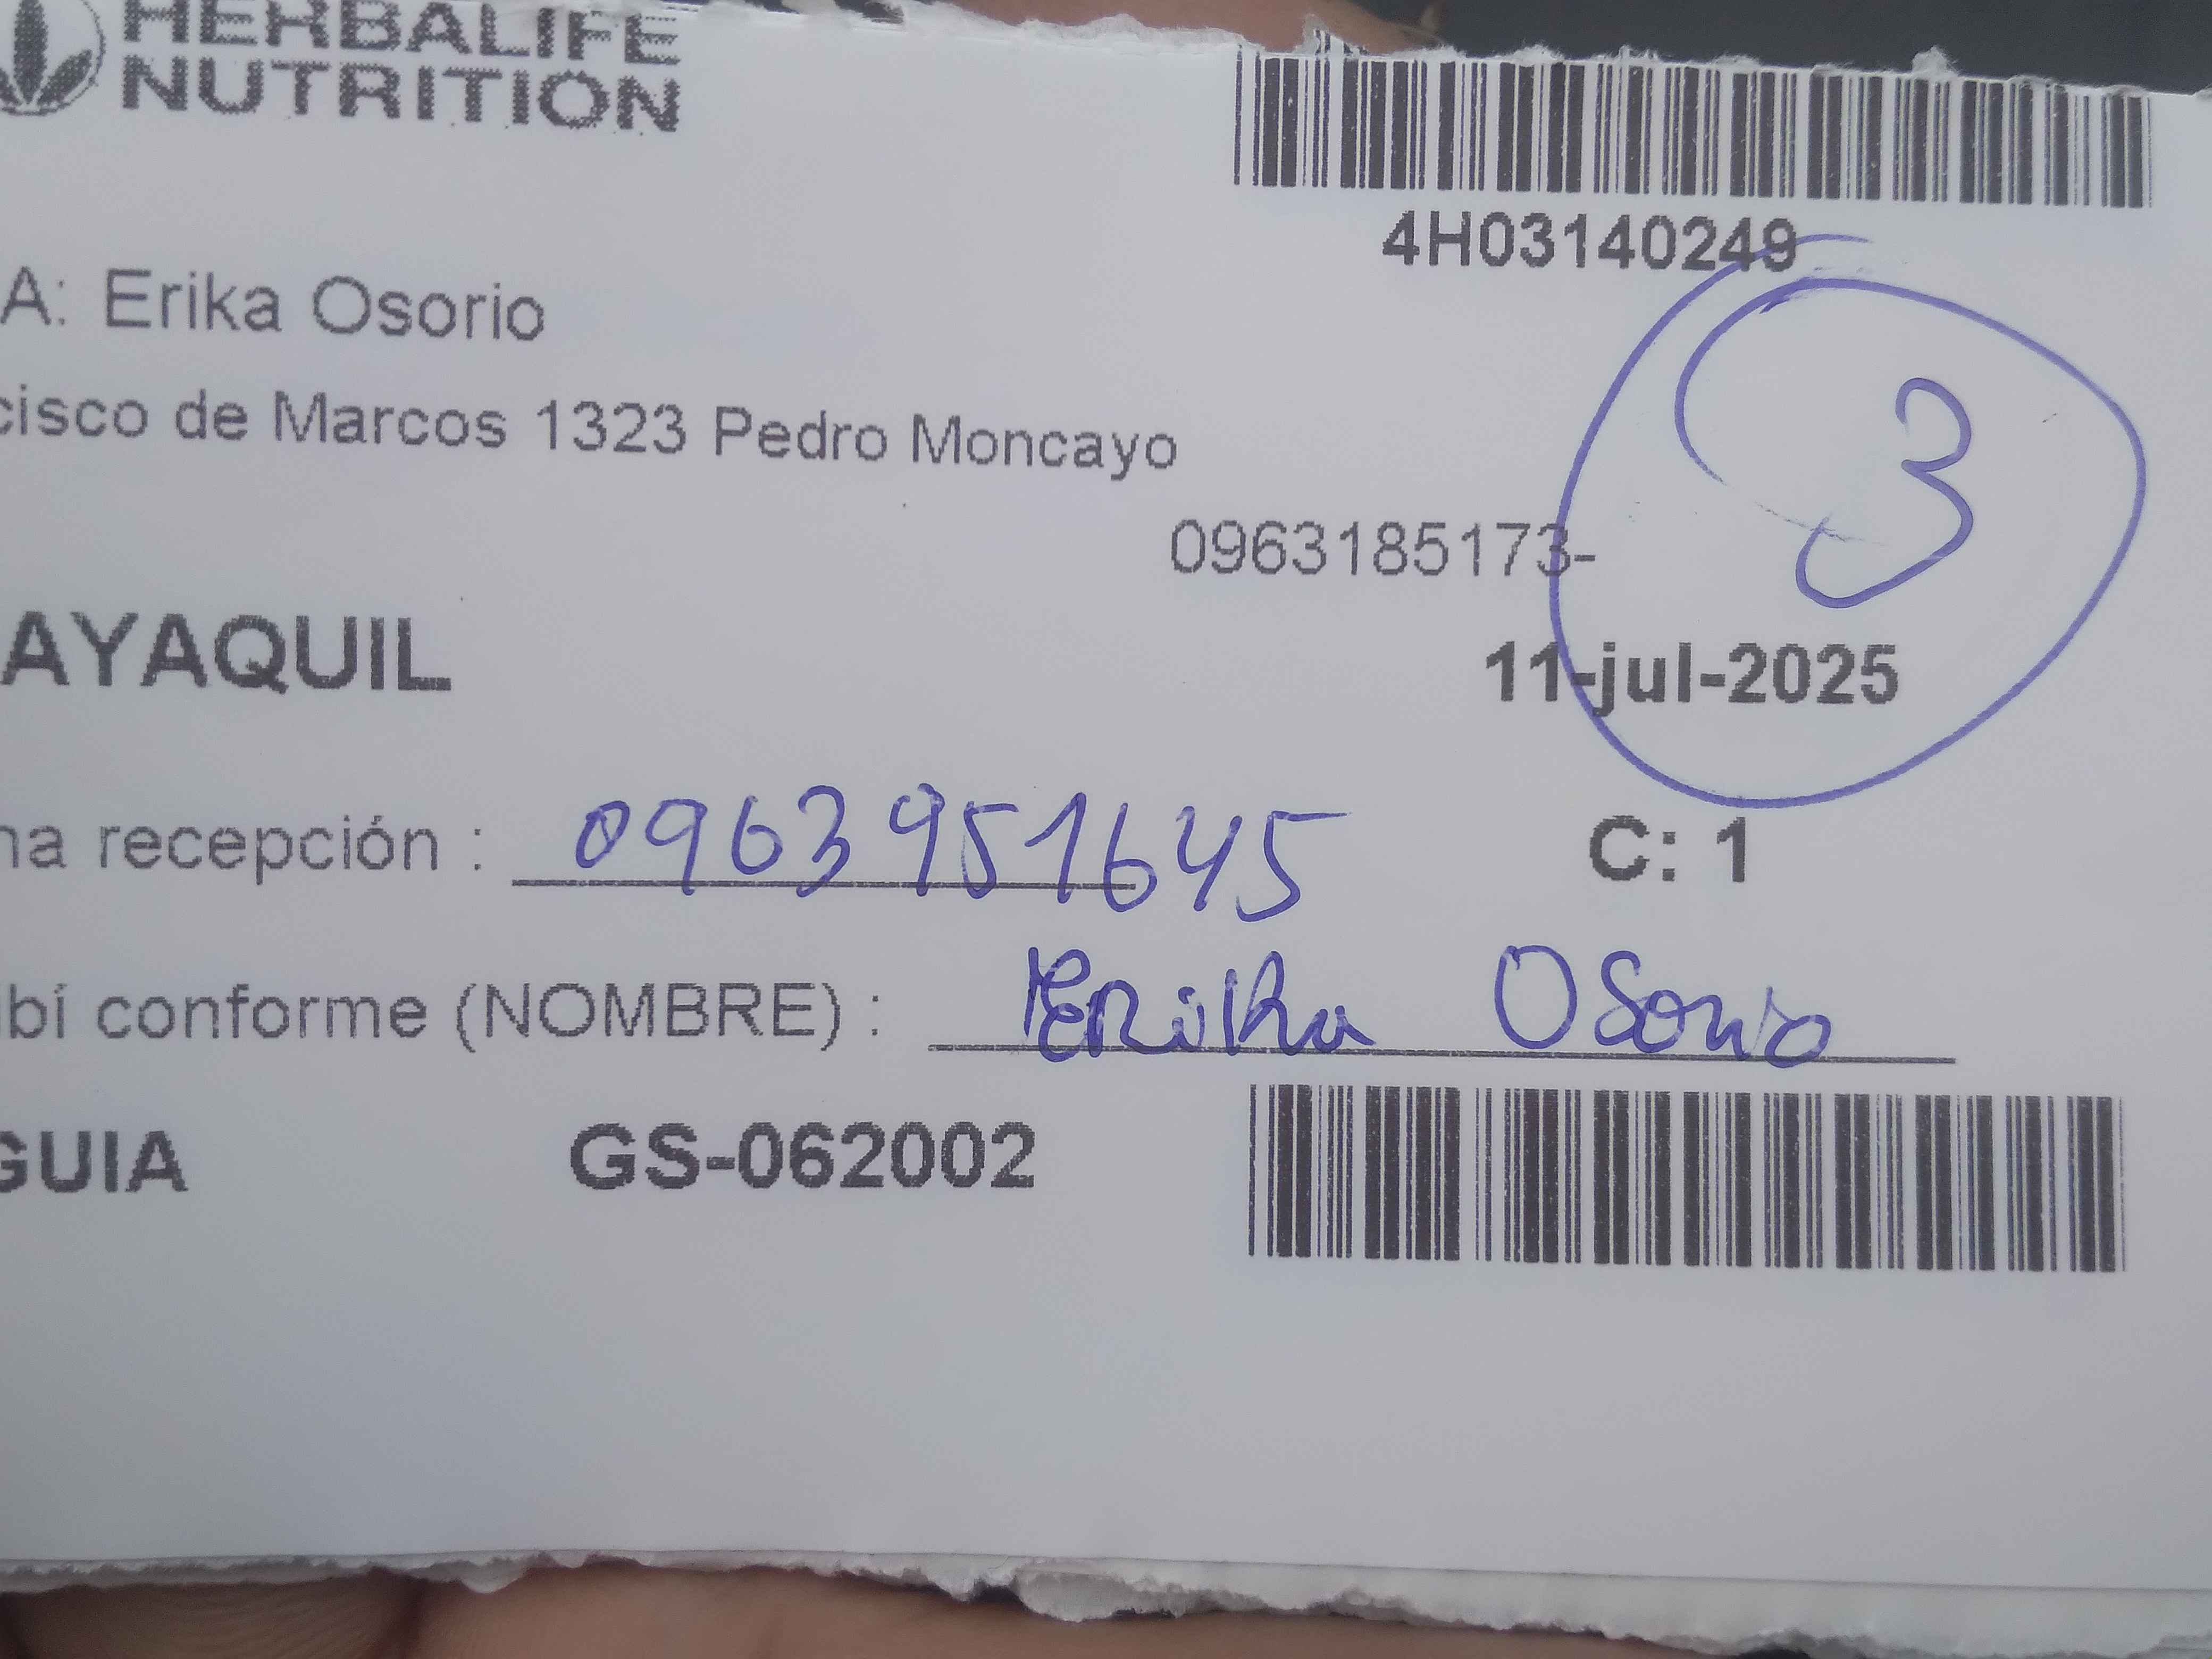 HERBALIFE
NUTRITION
4H03140249
A: Erika Osorio
cisco de Marcos 1323 Pedro Moncayo
3
0963185173-
AYAQUIL
11-jul-2025
na recepción : 0963951645
C: 1
bí conforme (NOMBRE) : Erika Osorio
GUIA GS-062002